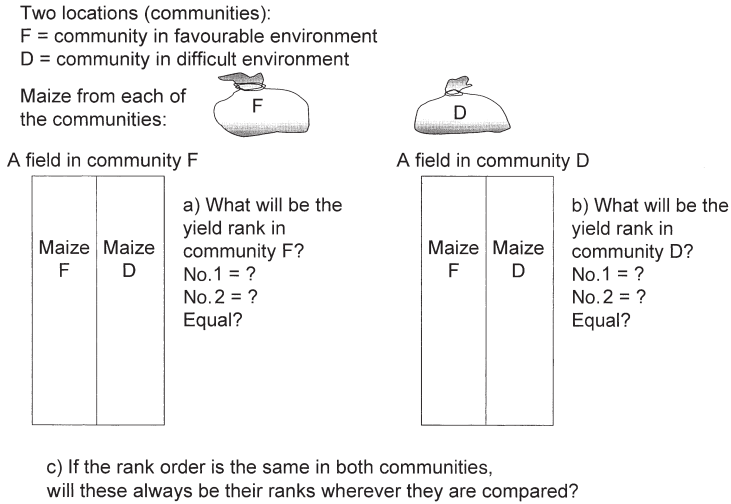 Two locations (communities):
F = community in favourable environment
D = community in difficult environment
Maize from each of
the communities:
F
D
A field in community F
Maize F
Maize D
a) What will be the
yield rank in
community F?
No.1 = ?
No.2 = ?
Equal?
A field in community D
Maize F
Maize D
b) What will be the
yield rank in
community D?
No.1 = ?
No.2 = ?
Equal?
c) If the rank order is the same in both communities,
will these always be their ranks wherever they are compared?